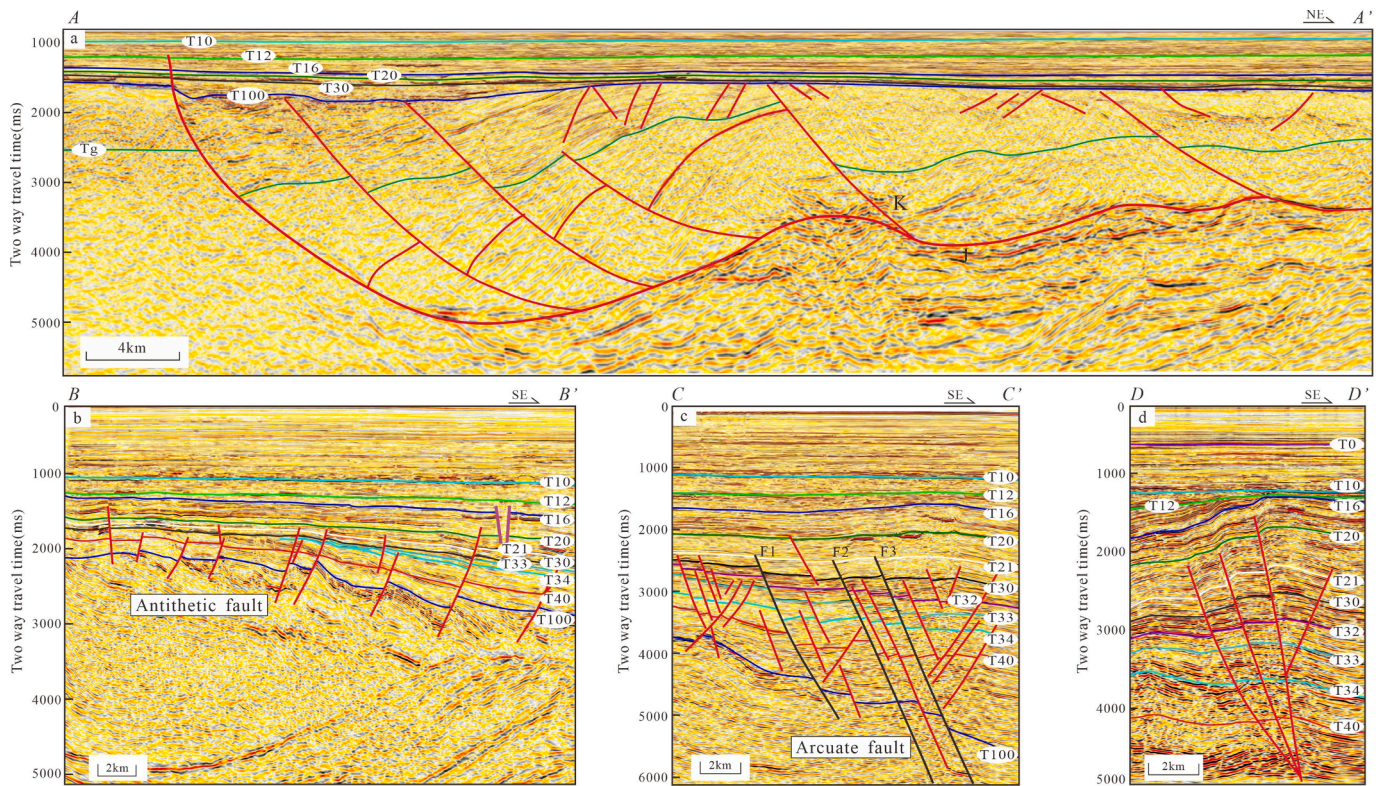 A
NE
A'
a
Two way travel time(ms)
1000
2000
3000
4000
5000
T10
T12
T16
T20
T30
T100
Tg
K
J
4km
B
SE
B'
b
Two way travel time(ms)
0
1000
2000
3000
4000
5000
T10
T12
T16
T20
T21
T30
T33
T34
T40
T100
Antithetic fault
2km
C
SE
C'
c
Two way travel time(ms)
0
1000
2000
3000
4000
5000
6000
T10
T12
T16
T20
F1
F2
F3
T21
T30
T32
T33
T34
T40
Arcuate fault
T100
2km
D
SE
D'
d
Two way travel time(ms)
0
1000
2000
3000
4000
5000
T0
T10
T12
T16
T20
T21
T30
T32
T33
T34
T40
2km